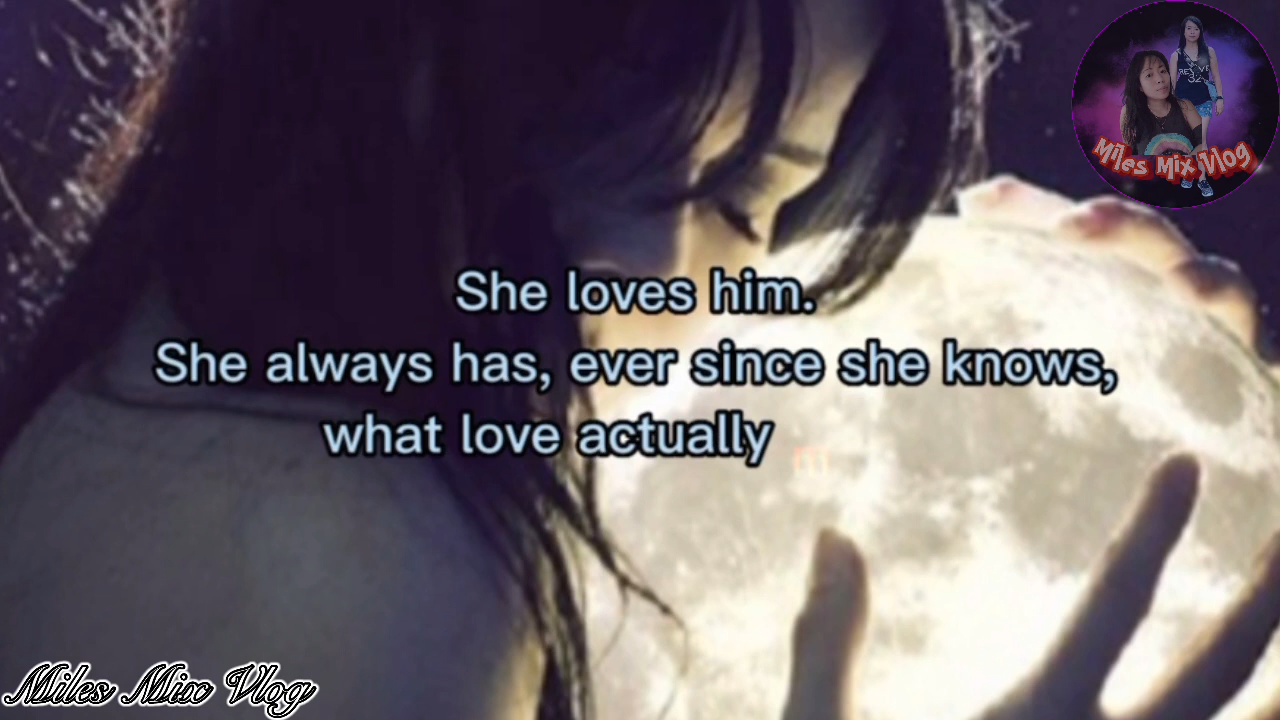 Miles Mix Vlog
She loves him.
She always has, ever since she knows,
what love actually
Miles Mix Vlog